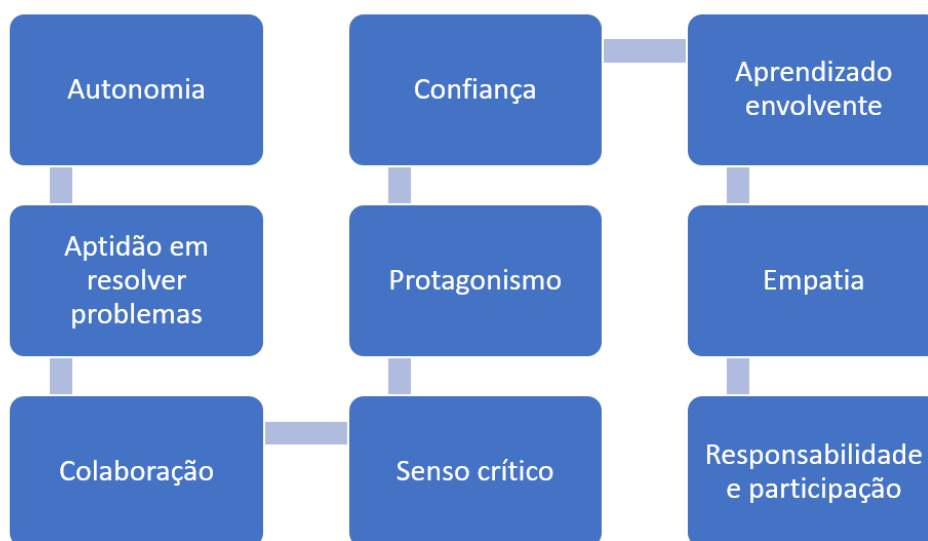 Autonomia
Aptidão em
resolver
problemas
Colaboração
Senso crítico
Protagonismo
Confiança
Aprendizado
envolvente
Empatia
Responsabilidade
e participação